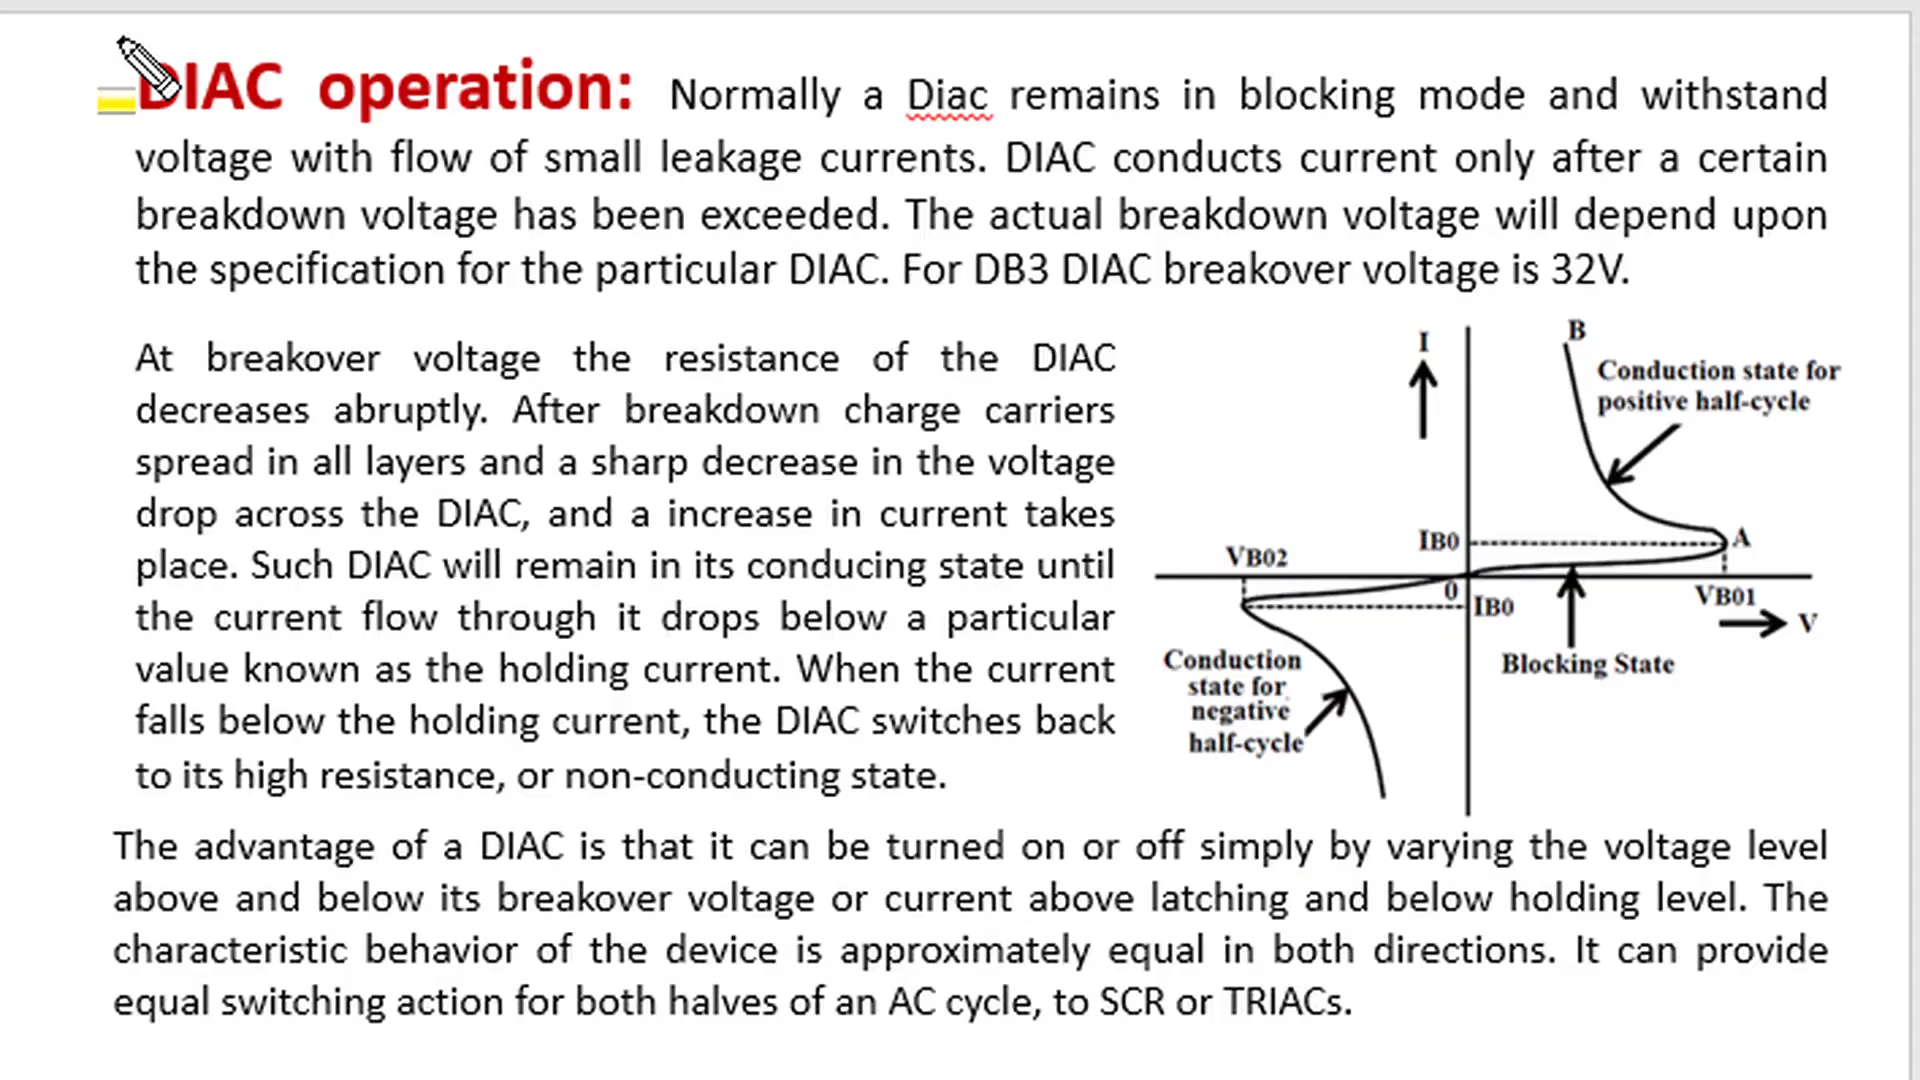 DIAC operation: Normally a Diac remains in blocking mode and withstand
voltage with flow of small leakage currents. DIAC conducts current only after a certain
breakdown voltage has been exceeded. The actual breakdown voltage will depend upon
the specification for the particular DIAC. For DB3 DIAC breakover voltage is 32V.
At breakover voltage the resistance of the DIAC
decreases abruptly. After breakdown charge carriers
spread in all layers and a sharp decrease in the voltage
drop across the DIAC, and a increase in current takes
place. Such DIAC will remain in its conducing state until
the current flow through it drops below a particular
value known as the holding current. When the current
falls below the holding current, the DIAC switches back
to its high resistance, or non-conducting state.
I
B
Conduction state for
positive half-cycle
IB0
A
VB02
0
IB0
VB01
V
Conduction
state for
negative
half-cycle
Blocking State
The advantage of a DIAC is that it can be turned on or off simply by varying the voltage level
above and below its breakover voltage or current above latching and below holding level. The
characteristic behavior of the device is approximately equal in both directions. It can provide
equal switching action for both halves of an AC cycle, to SCR or TRIACs.